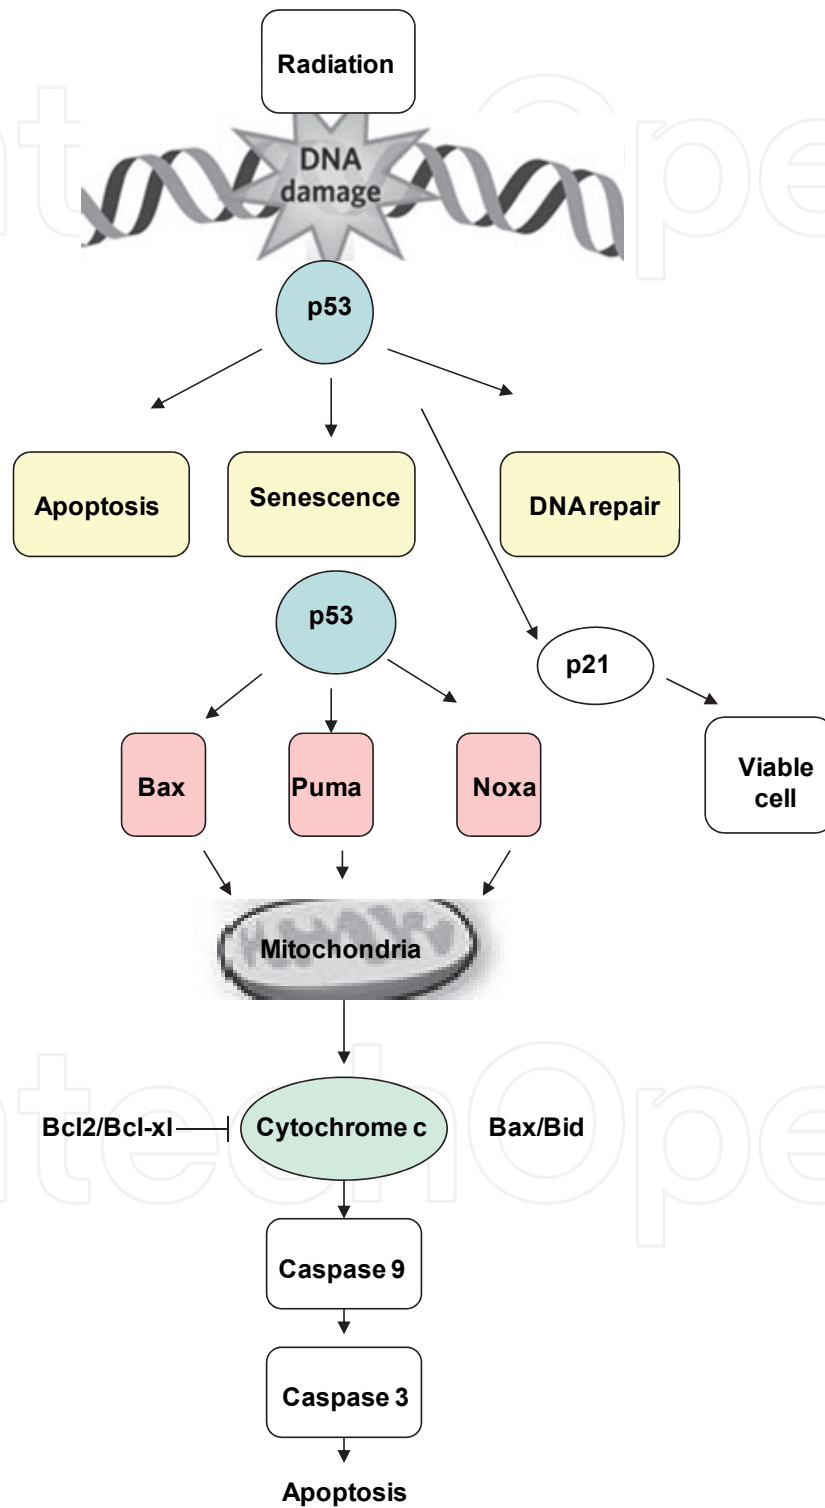 Radiation
DNA
damage
p53
Apoptosis
Senescence
DNA repair
p53
p21
Bax
Puma
Noxa
Viable
cell
Mitochondria
Bcl2/Bcl-xl
Cytochrome c
Bax/Bid
Caspase 9
Caspase 3
Apoptosis